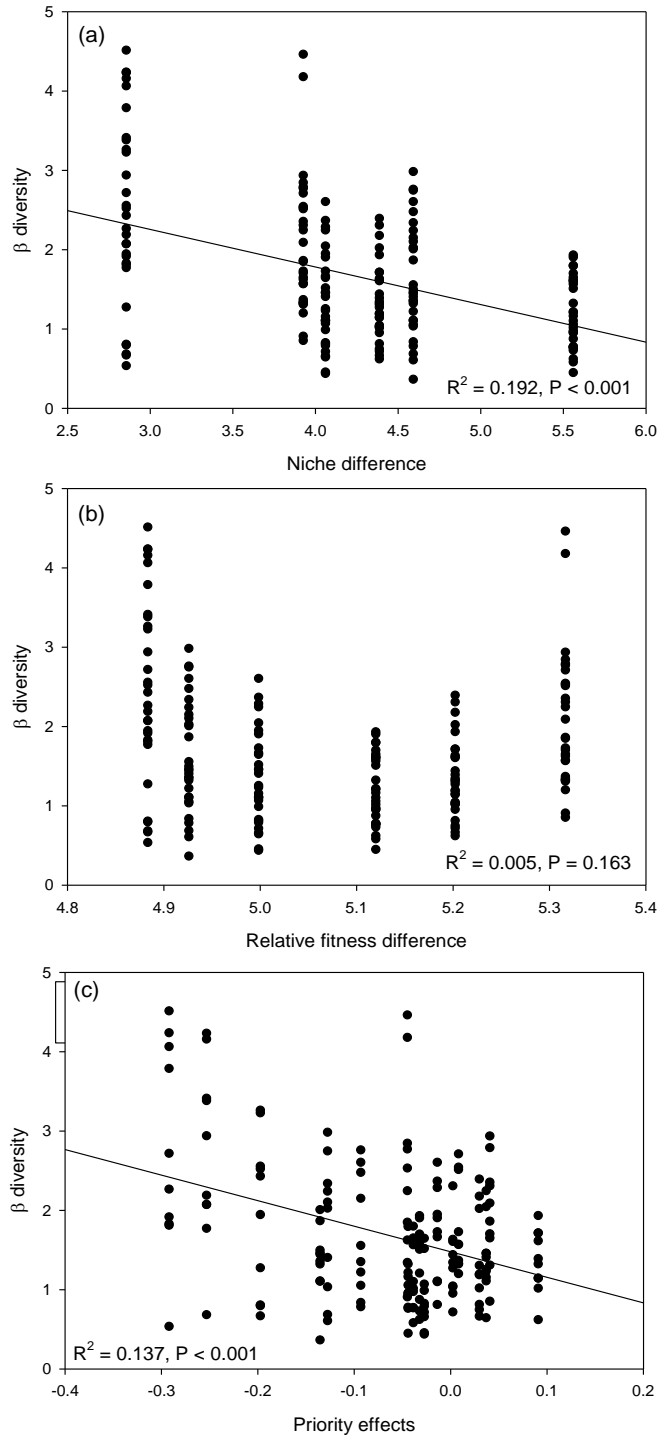 (a)
5
4
3
2
1
0
β diversity
R² = 0.192, P < 0.001
2.5 3.0 3.5 4.0 4.5 5.0 5.5 6.0
Niche difference
(b)
5
4
3
2
1
0
β diversity
R² = 0.005, P = 0.163
4.8 4.9 5.0 5.1 5.2 5.3 5.4
Relative fitness difference
(c)
5
4
3
2
1
0
β diversity
R² = 0.137, P < 0.001
-0.4 -0.3 -0.2 -0.1 0.0 0.1 0.2
Priority effects